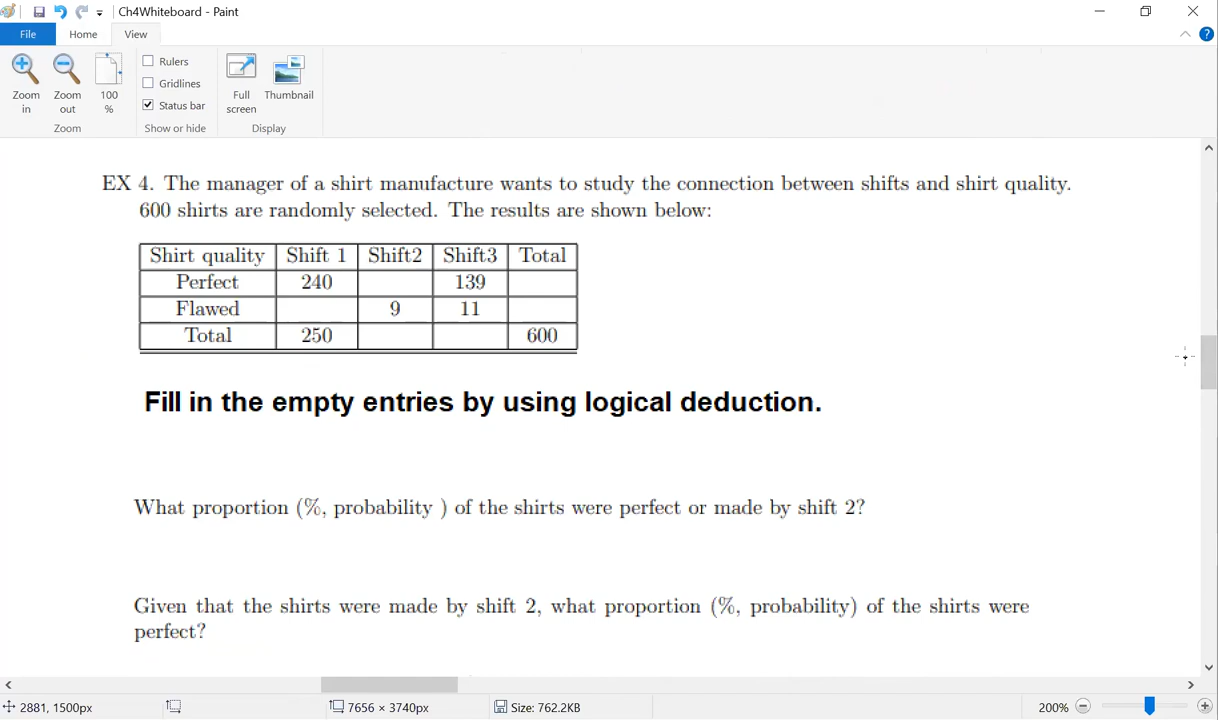 Ch4Whiteboard - Paint
File Home View
Zoom in
Zoom out
100 %
Rulers
Gridlines
Status bar
Full screen
Thumbnail
Zoom
Show or hide
Display
EX 4. The manager of a shirt manufacture wants to study the connection between shifts and shirt quality.
600 shirts are randomly selected. The results are shown below:
Shirt quality Shift 1 Shift2 Shift3 Total
Perfect 240 139
Flawed 9 11
Total 250 600
Fill in the empty entries by using logical deduction.
What proportion (%, probability ) of the shirts were perfect or made by shift 2?
Given that the shirts were made by shift 2, what proportion (%, probability) of the shirts were
perfect?
2881, 1500px 7656 × 3740px Size: 762.2KB 200%